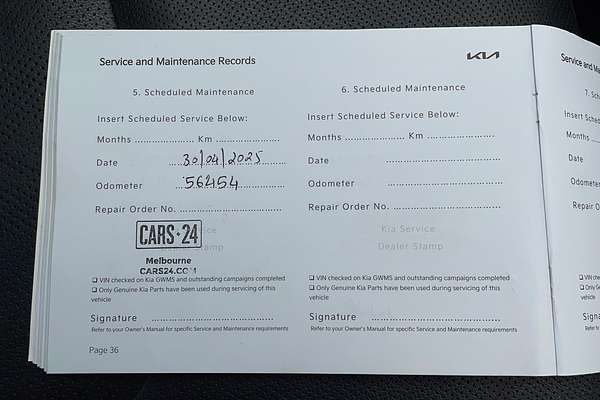 Service and Maintenance Records
KIA
5. Scheduled Maintenance
Insert Scheduled Service Below:
Months ..................... Km ......................
Date 30/04/2025
Odometer 56454
Repair Order No. ...................................
CARS·24
Melbourne
CARS24.COM
❑ VIN checked on Kia GWMS and outstanding campaigns completed
❑ Only Genuine Kia Parts have been used during servicing of this
vehicle
Signature ..........................................
Refer to your Owner's Manual for specific Service and Maintenance requirements
Page 36
6. Scheduled Maintenance
Insert Scheduled Service Below:
Months ..................... Km ......................
Date ..............................
Odometer ..............................
Repair Order No. ...................................
Kia Service
Dealer Stamp
❑ VIN checked on Kia GWMS and outstanding campaigns completed
❑ Only Genuine Kia Parts have been used during servicing of this
vehicle
Signature ..........................................
Refer to your Owner's Manual for specific Service and Maintenance requirements
Service and
7. Sch
Insert
Months
Date
Odometer
Repair O